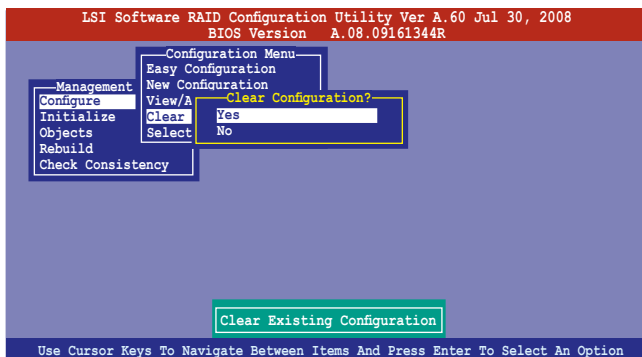 LSI Software RAID Configuration Utility Ver A.60 Jul 30, 2008
BIOS Version A.08.09161344R
Configuration Menu
Easy Configuration
New Configuration
View/A
Clear
Select
Management
Configure
Initialize
Objects
Rebuild
Check Consistency
Clear Configuration?
Yes
No
Clear Existing Configuration
Use Cursor Keys To Navigate Between Items And Press Enter To Select An Option